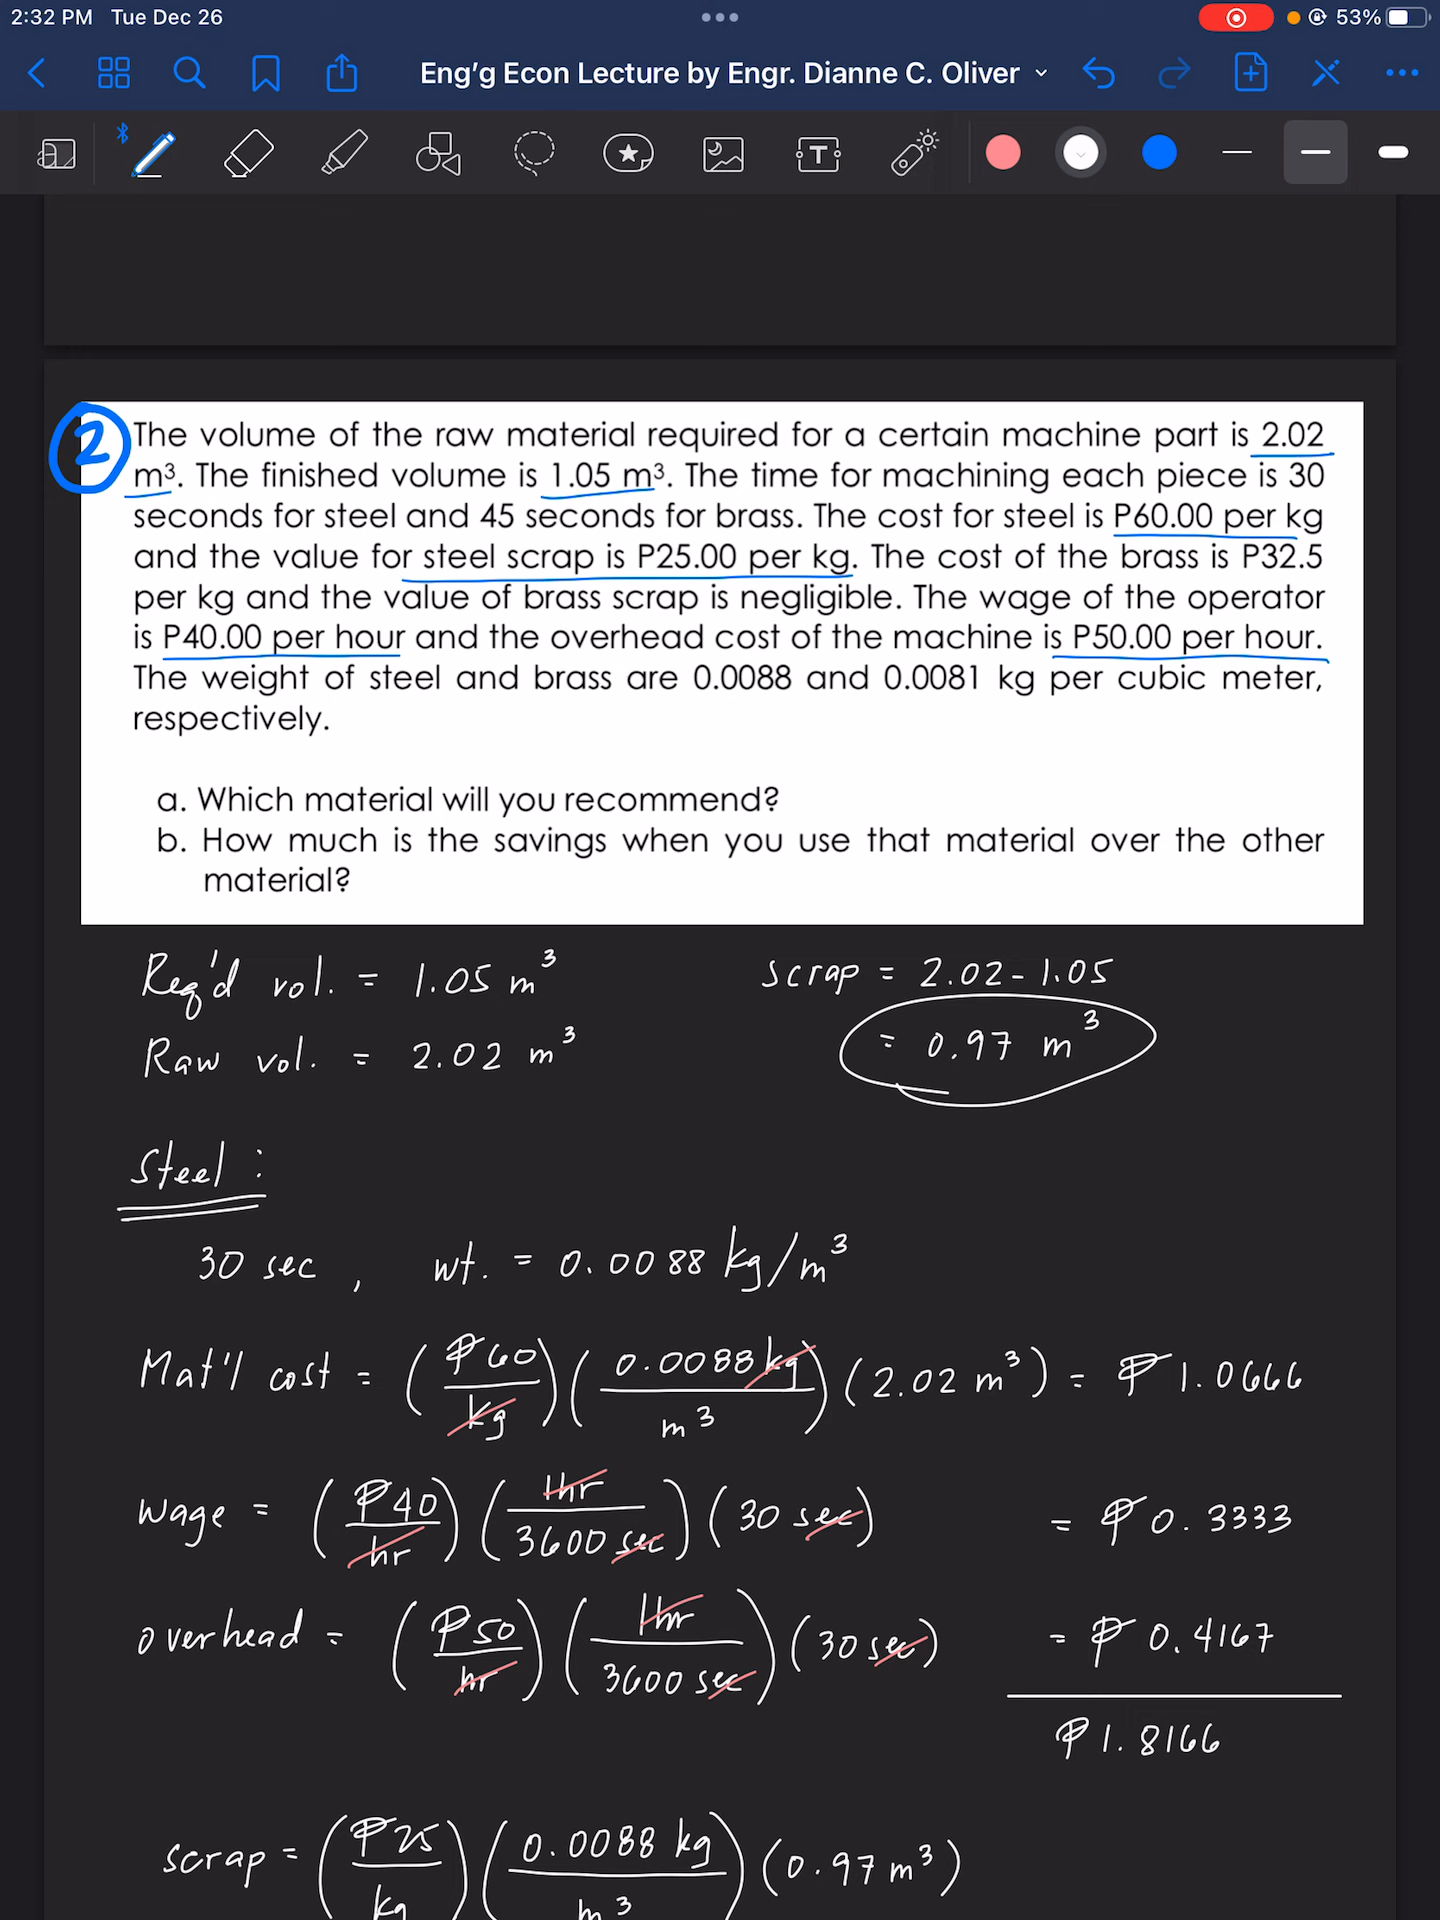 2:32 PM Tue Dec 26
53%
Eng'g Econ Lecture by Engr. Dianne C. Oliver
2
The volume of the raw material required for a certain machine part is 2.02
m³. The finished volume is 1.05 m³. The time for machining each piece is 30
seconds for steel and 45 seconds for brass. The cost for steel is P60.00 per kg
and the value for steel scrap is P25.00 per kg. The cost of the brass is P32.5
per kg and the value of brass scrap is negligible. The wage of the operator
is P40.00 per hour and the overhead cost of the machine is P50.00 per hour.
The weight of steel and brass are 0.0088 and 0.0081 kg per cubic meter,
respectively.
a. Which material will you recommend?
b. How much is the savings when you use that material over the other
material?
Req'd vol. = 1.05 m³
scrap = 2.02 - 1.05
Raw vol. = 2.02 m³
= 0.97 m³
Steel :
30 sec , wt. = 0.0088 kg/m³
Mat'l cost = (₱60/kg) (0.0088 kg/m³) (2.02 m³) = ₱1.0666
wage = (₱40/hr) (1hr/3600 sec) (30 sec) = ₱0.3333
overhead = (₱50/hr) (1hr/3600 sec) (30 sec) = ₱0.4167
₱1.8166
scrap = (₱25/kg) (0.0088 kg/m³) (0.97 m³)